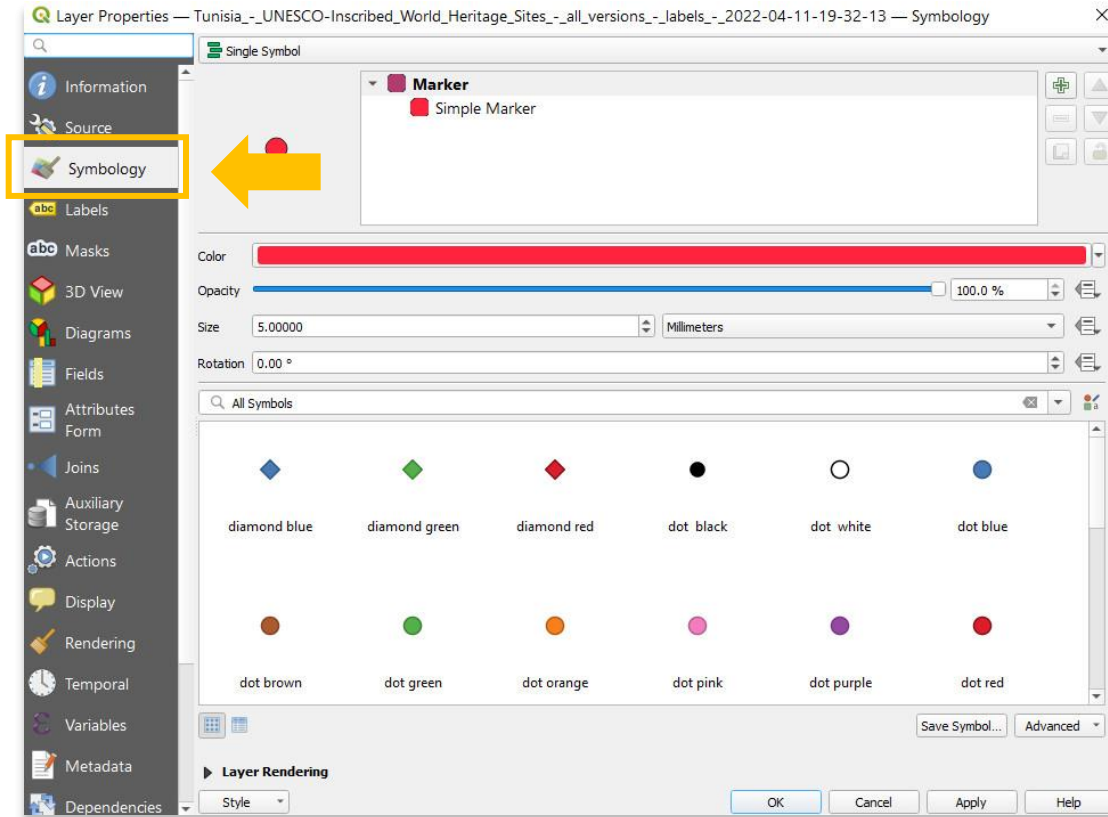 Layer Properties — Tunisia_-_UNESCO-Inscribed_World_Heritage_Sites_-_all_versions_-_labels_-_2022-04-11-19-32-13 — Symbology
Single Symbol
Information
Source
Symbology
abc Labels
abc Masks
3D View
Diagrams
Fields
Attributes
Form
Joins
Auxiliary
Storage
Actions
Display
Rendering
Temporal
Variables
Metadata
Dependencies
Marker
Simple Marker
Color
Opacity 100.0 %
Size 5.00000 Millimeters
Rotation 0.00 °
All Symbols
diamond blue diamond green diamond red dot black dot white dot blue
dot brown dot green dot orange dot pink dot purple dot red
Save Symbol... Advanced
Layer Rendering
Style OK Cancel Apply Help